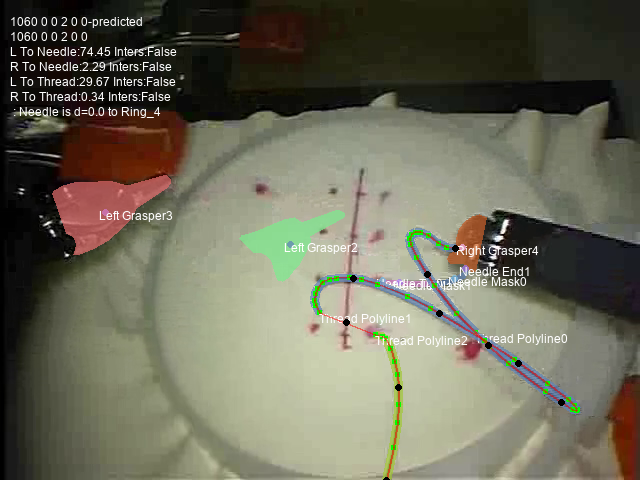 1060 0 0 2 0 0-predicted
1060 0 0 2 0 0
L To Needle:74.45 Inters:False
R To Needle:2.29 Inters:False
L To Thread:29.67 Inters:False
R To Thread:0.34 Inters:False
: Needle is d=0.0 to Ring_4
Left Grasper3
Left Grasper2
Right Grasper4
Needle End1
Needle Mask0
Thread Polyline1
Thread Polyline2
Thread Polyline0